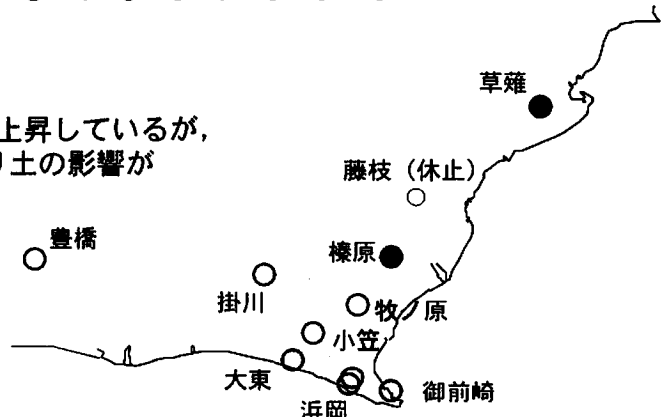 草薙
上昇しているが,
り土の影響が
藤枝（休止）
豊橋
榛原
掛川
牧ノ原
小笠
大東
御前崎
浜岡